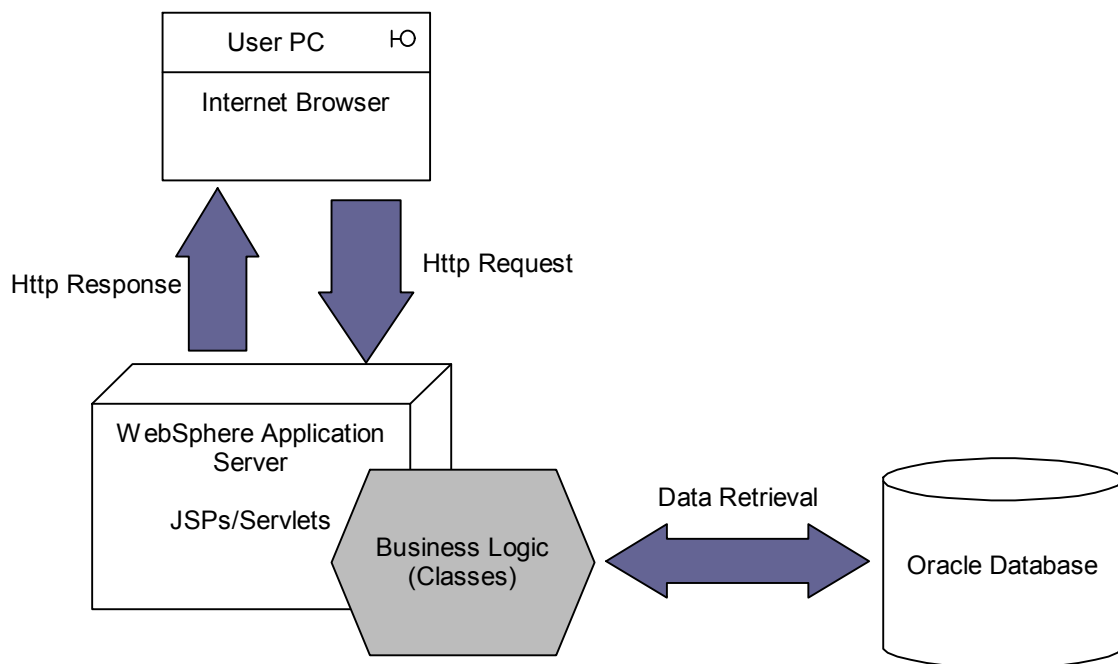 User PC
Internet Browser
Http Response
Http Request
WebSphere Application
Server
JSPs/Servlets
Business Logic
(Classes)
Data Retrieval
Oracle Database